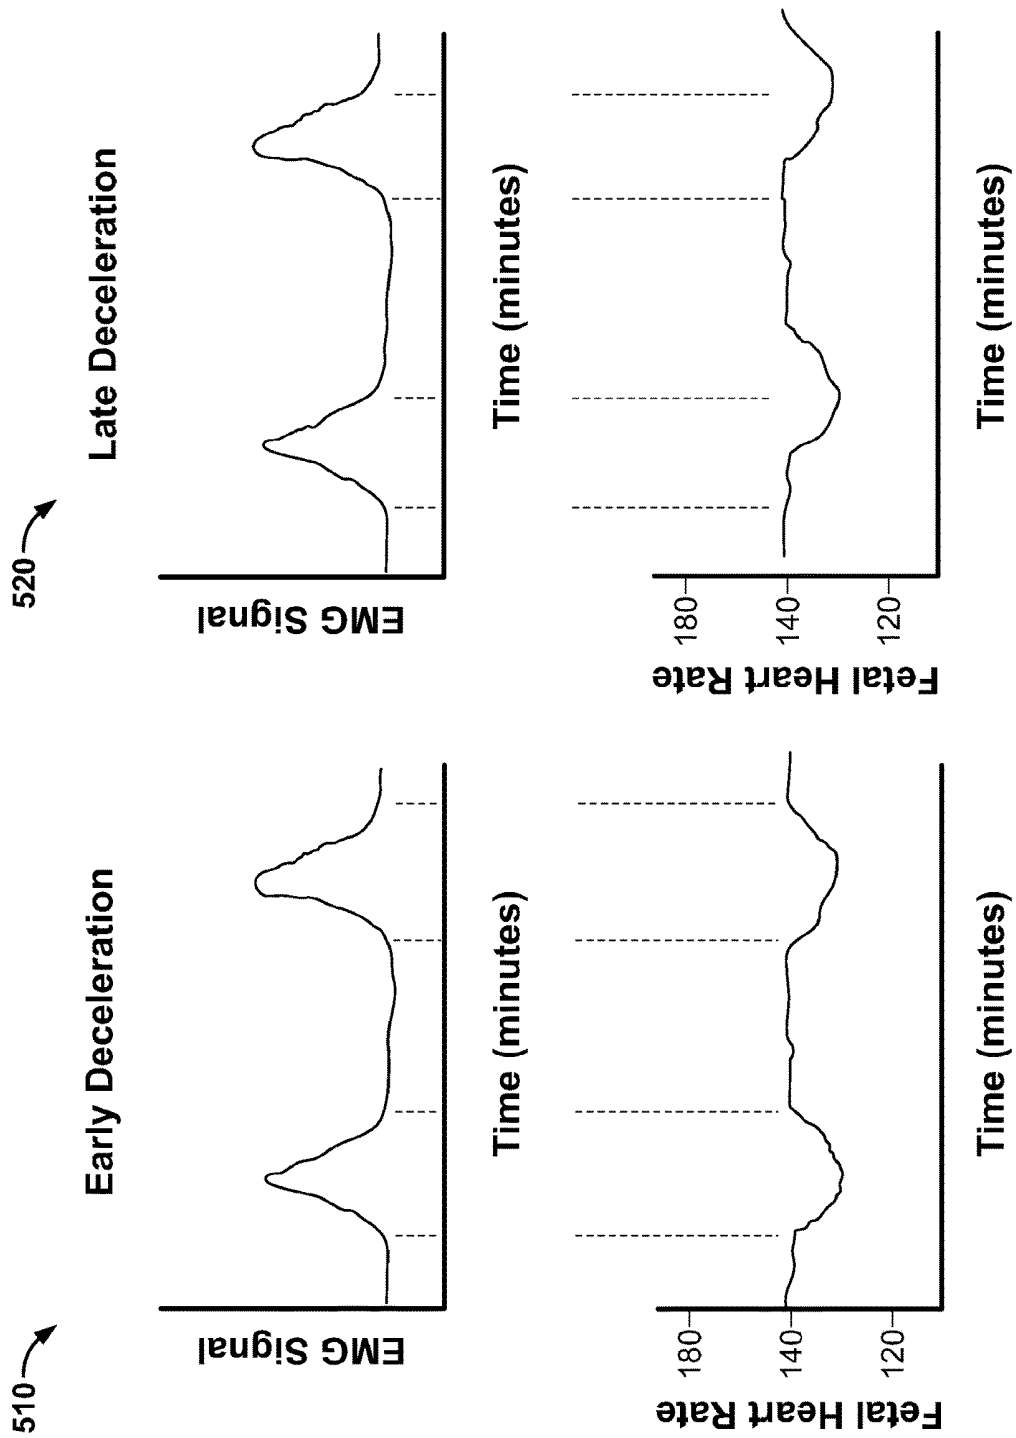 510
Early Deceleration
EMG Signal
Time (minutes)
Fetal Heart Rate
180
140
120
Time (minutes)
520
Late Deceleration
EMG Signal
Time (minutes)
Fetal Heart Rate
180
140
120
Time (minutes)